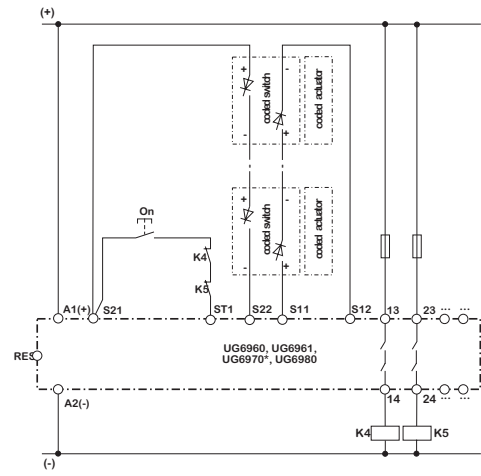 (+)
+ - coded switch coded actuator
- +
+ - coded switch coded actuator
- +
On
K4
K5
A1(+) S21 ST1 S22 S11 S12 13 23 ... ...
UG6960, UG6961,
UG6970*, UG6980
RES
A2(-) 14 24 ... ...
K4 K5
(-)